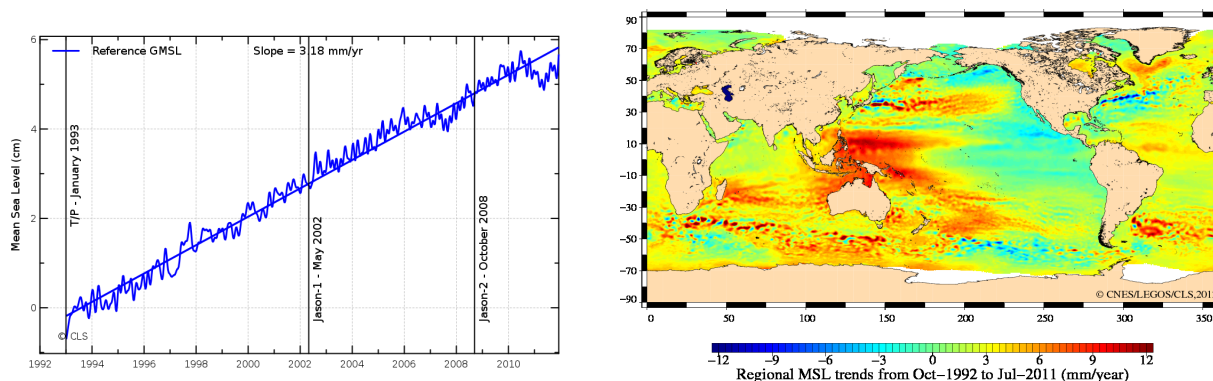 Reference GMSL
Slope = 3.18 mm/yr
Mean Sea Level (cm)
6
4
2
0
T/P - January 1993
Jason-1 - May 2002
Jason-2 - October 2008
© CLS
1992 1994 1996 1998 2000 2002 2004 2006 2008 2010
90
70
50
30
10
−10
−30
−50
−70
−90
© CNES/LEGOS/CLS,201
0 50 100 150 200 250 300 350
−12 −9 −6 −3 0 3 6 9 12
Regional MSL trends from Oct−1992 to Jul−2011 (mm/year)